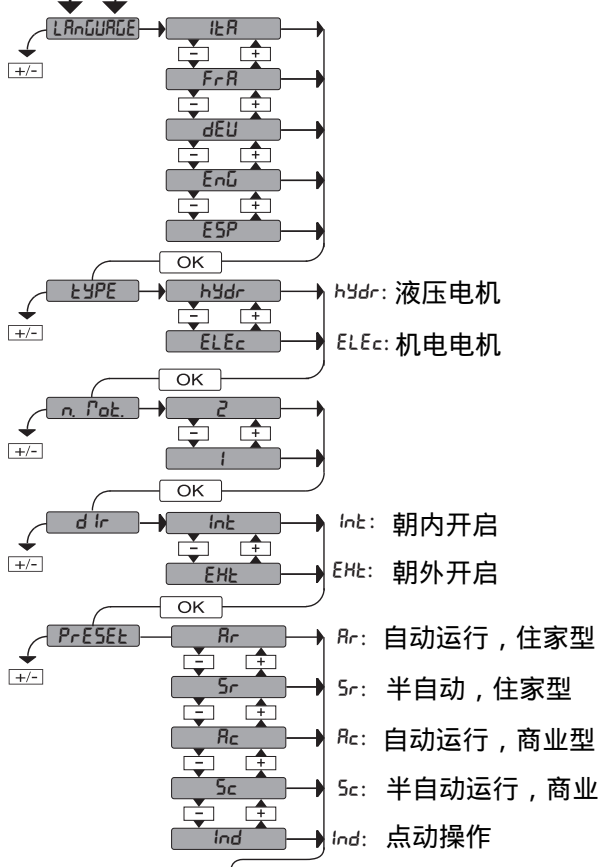 LAnGUAGE ItA
- +
+/-
FrA
- +
dEU
- +
EnG
- +
ESP
OK
tYPE hYdr hYdr: 液压电机
- +
+/-
ELEc ELEc: 机电电机
OK
n. Mot. 2
- +
+/-
1
OK
dIr Int Int: 朝内开启
- +
+/-
EHt EHt: 朝外开启
OK
PrESEt Ar Ar: 自动运行，住家型
- +
+/-
Sr Sr: 半自动，住家型
- +
Ac Ac: 自动运行，商业型
- +
Sc Sc: 半自动运行，商业
- +
Ind Ind: 点动操作